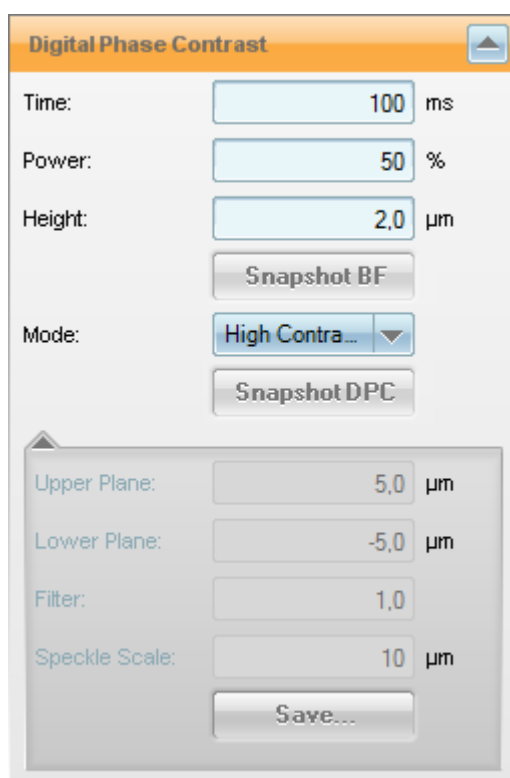 Digital Phase Contrast
Time: 100 ms
Power: 50 %
Height: 2,0 µm
Snapshot BF
Mode: High Contra...
Snapshot DPC
Upper Plane: 5,0 µm
Lower Plane: -5,0 µm
Filter: 1,0
Speckle Scale: 10 µm
Save...